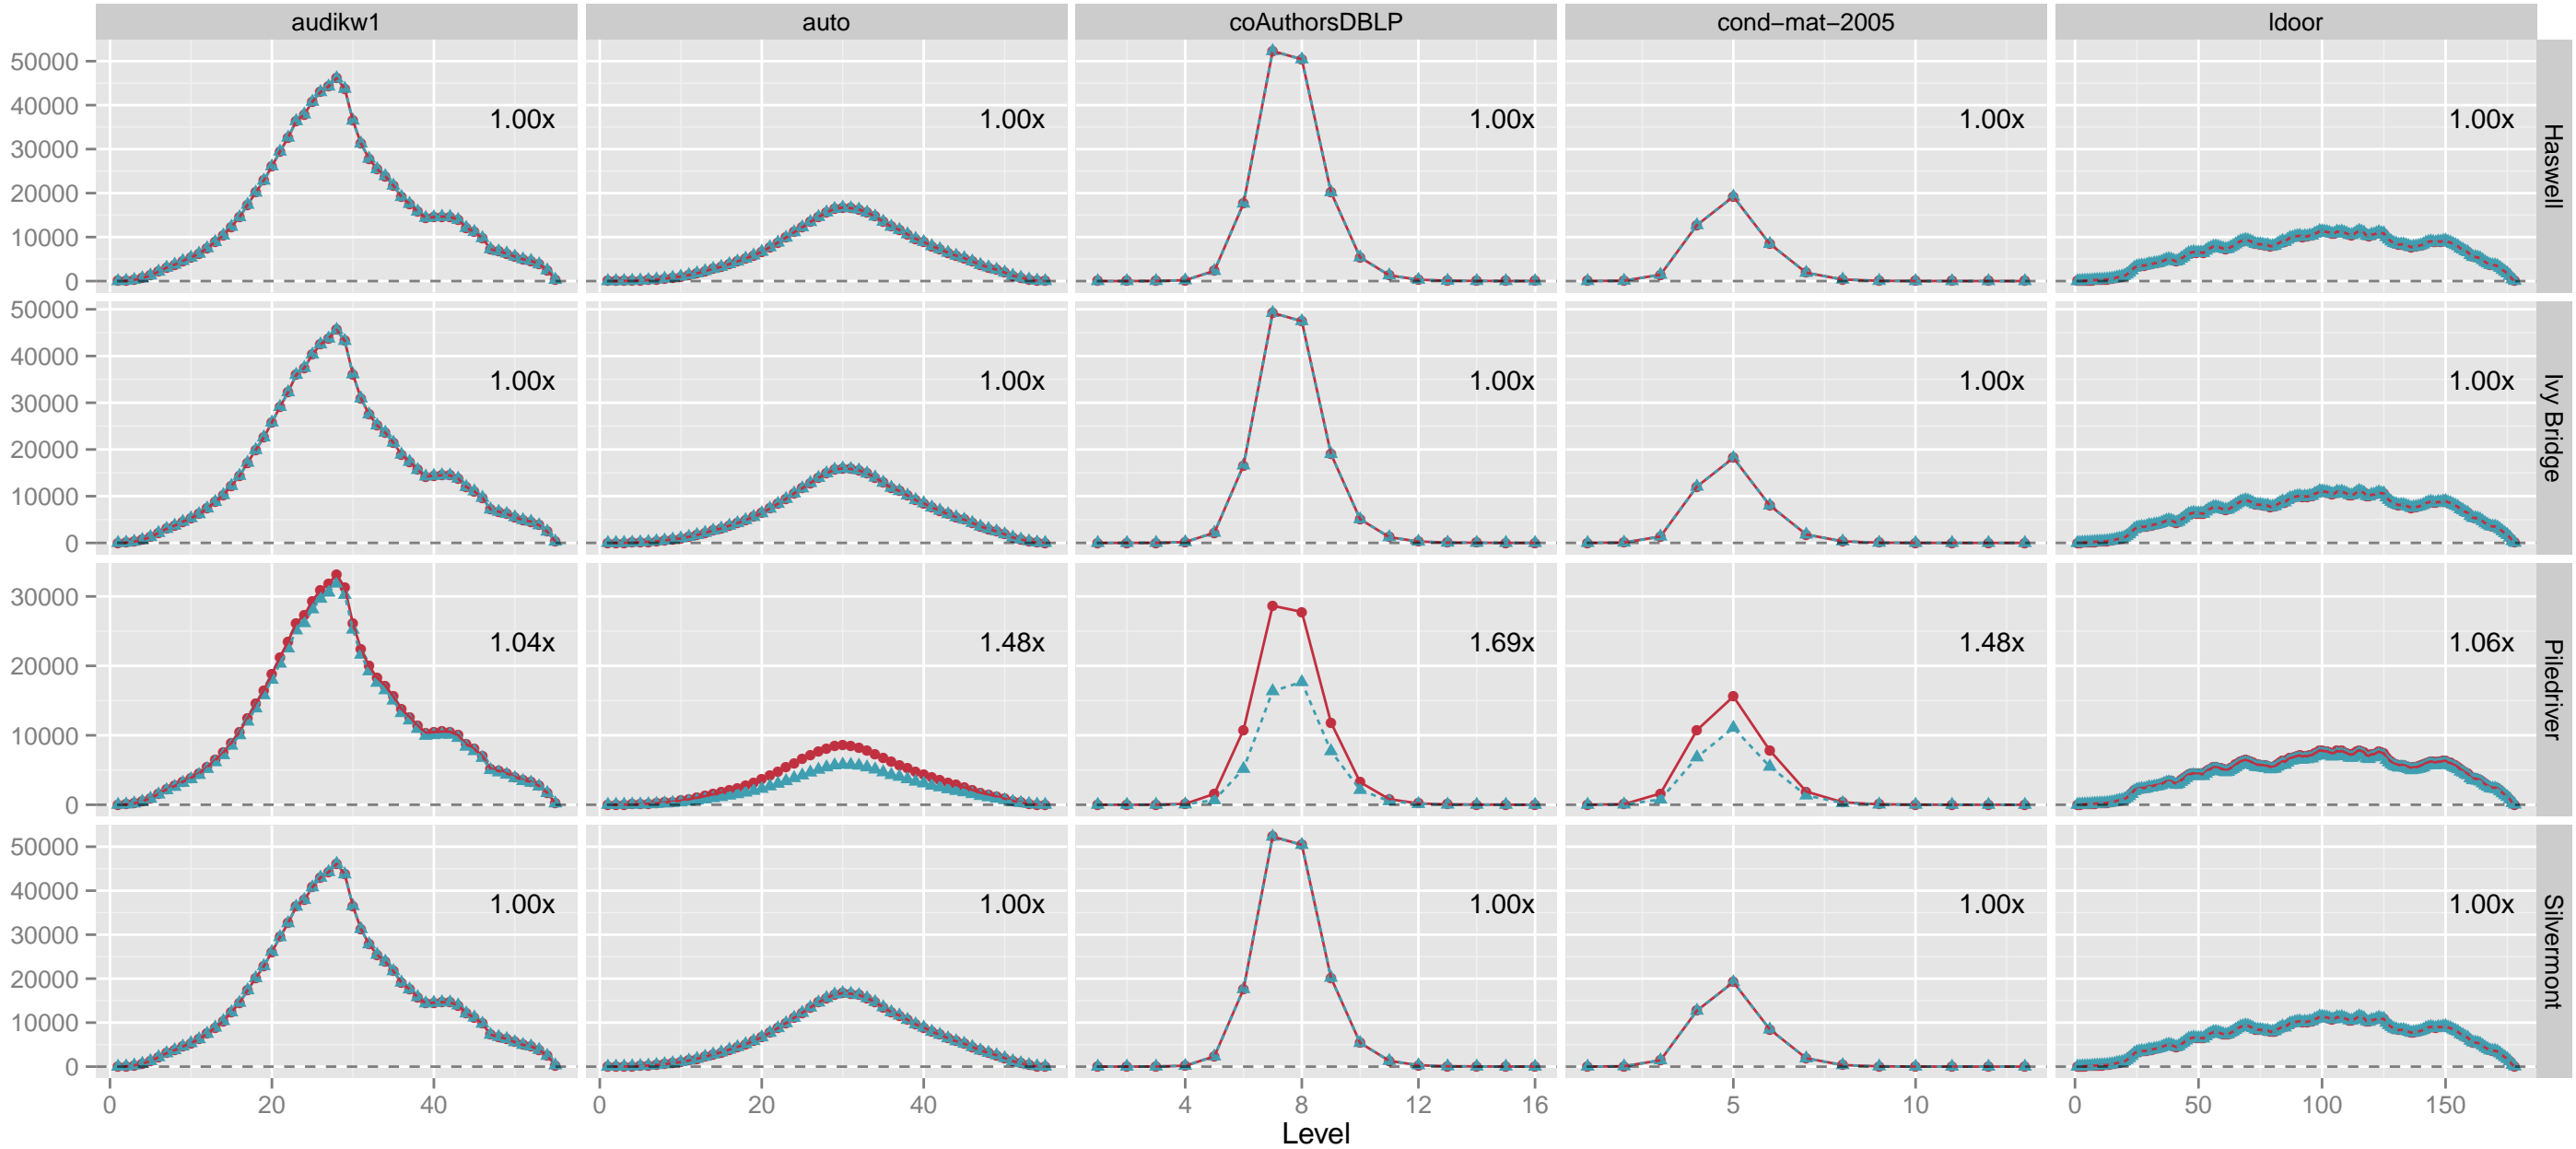 audikw1 auto coAuthorsDBLP cond−mat−2005 ldoor
50000
40000
30000
20000
10000
0
1.00x 1.00x 1.00x 1.00x 1.00x
Haswell
50000
40000
30000
20000
10000
0
1.00x 1.00x 1.00x 1.00x 1.00x
Ivy Bridge
30000
20000
10000
0
1.04x 1.48x 1.69x 1.48x 1.06x
Piledriver
50000
40000
30000
20000
10000
0
1.00x 1.00x 1.00x 1.00x 1.00x
Silvermont
0 20 40 0 20 40 4 8 12 16 5 10 0 50 100 150
Level